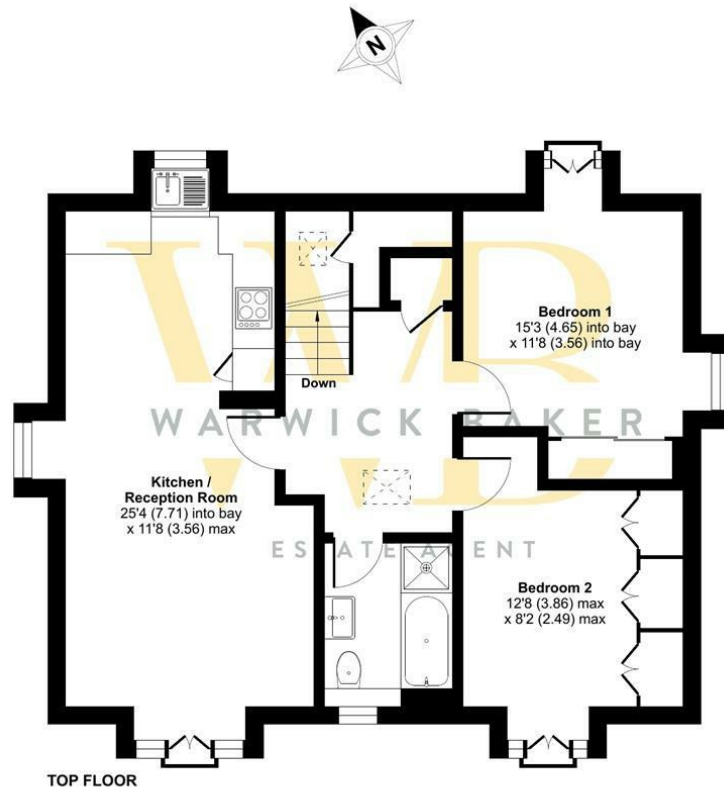 N
Bedroom 1
15'3 (4.65) into bay
x 11'8 (3.56) into bay
Down
WB
WARWICK BAKER
ESTATE AGENT
Kitchen /
Reception Room
25'4 (7.71) into bay
x 11'8 (3.56) max
Bedroom 2
12'8 (3.86) max
x 8'2 (2.49) max
TOP FLOOR